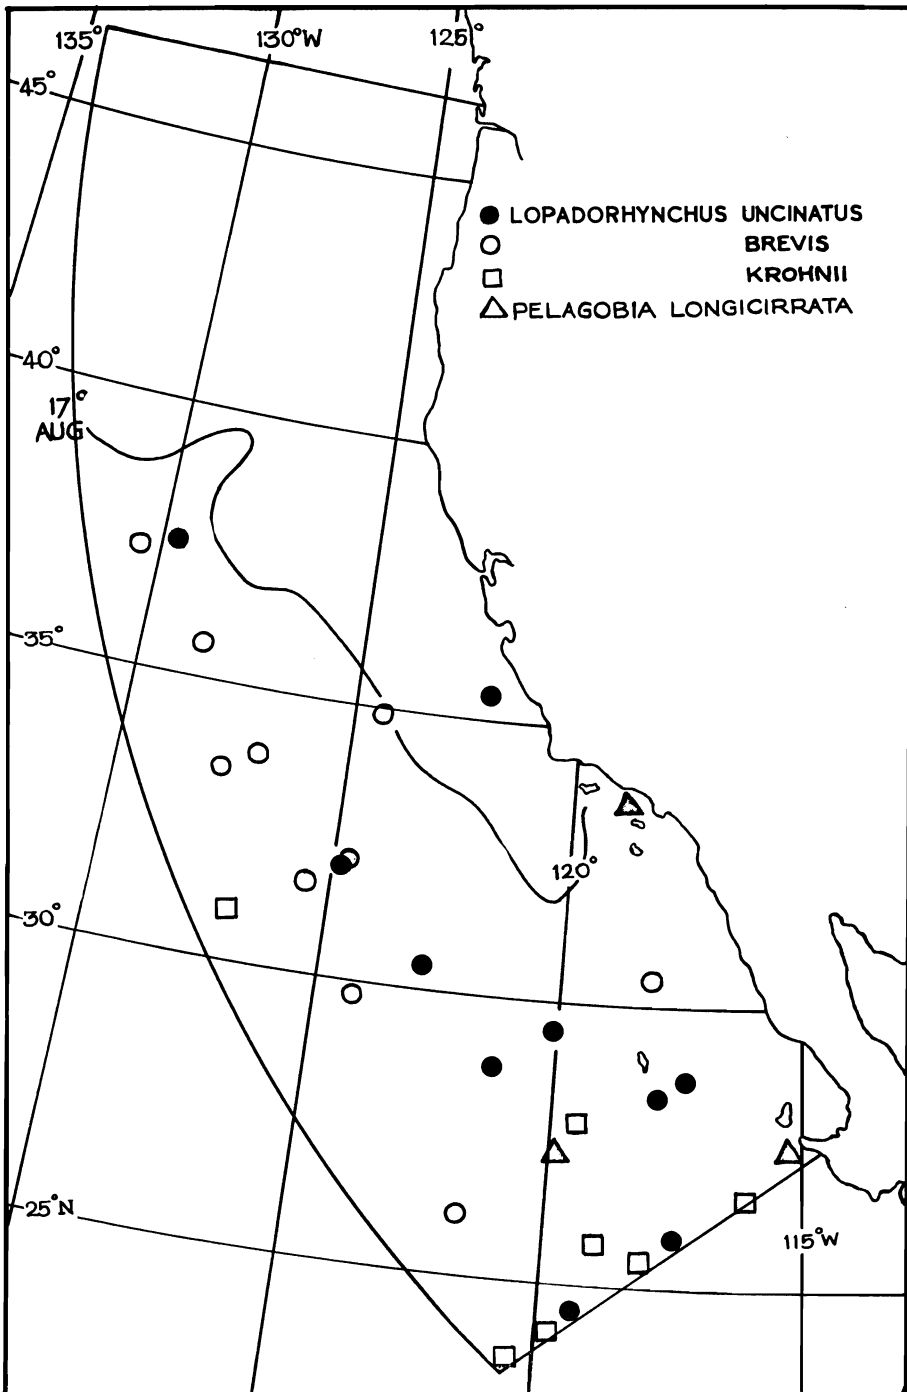 135° 130°W 125°
45°
● LOPADORHYNCHUS UNCINATUS
○ BREVIS
□ KROHNII
△ PELAGOBIA LONGICIRRATA
40°
17°
AUG
35°
120°
30°
25°N
115°W